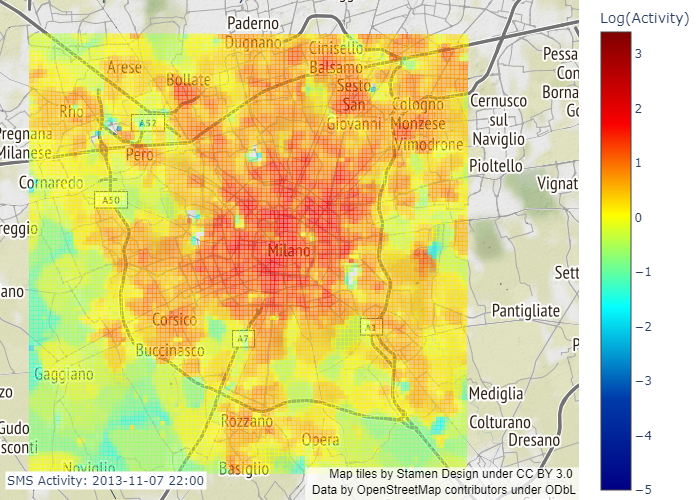 Paderno
Dugnano
Log(Activity)
Cinisello
Balsamo
Arese
Bollate
Sesto
San
Giovanni
Pessa
Con
Borna
Go
Cologno
Monzese
Cernusco
sul
Naviglio
Rho
A52
Pregnana
Milanese
Pero
Vimodrone
Pioltello
Cornaredo
Vignat
A50
reggio
Milano
Sett
ano
Corsico
A7
A1
Pantigliate
P
Buccinasco
Gaggiano
zo
Mediglia
Rozzano
Colturano
Gudo
sconti
Opera
Dresano
Noviglio
Basiglio
3
2
1
0
−1
−2
−3
−4
−5
SMS Activity: 2013-11-07 22:00
Map tiles by Stamen Design under CC BY 3.0
Data by OpenStreetMap contributors under ODbL